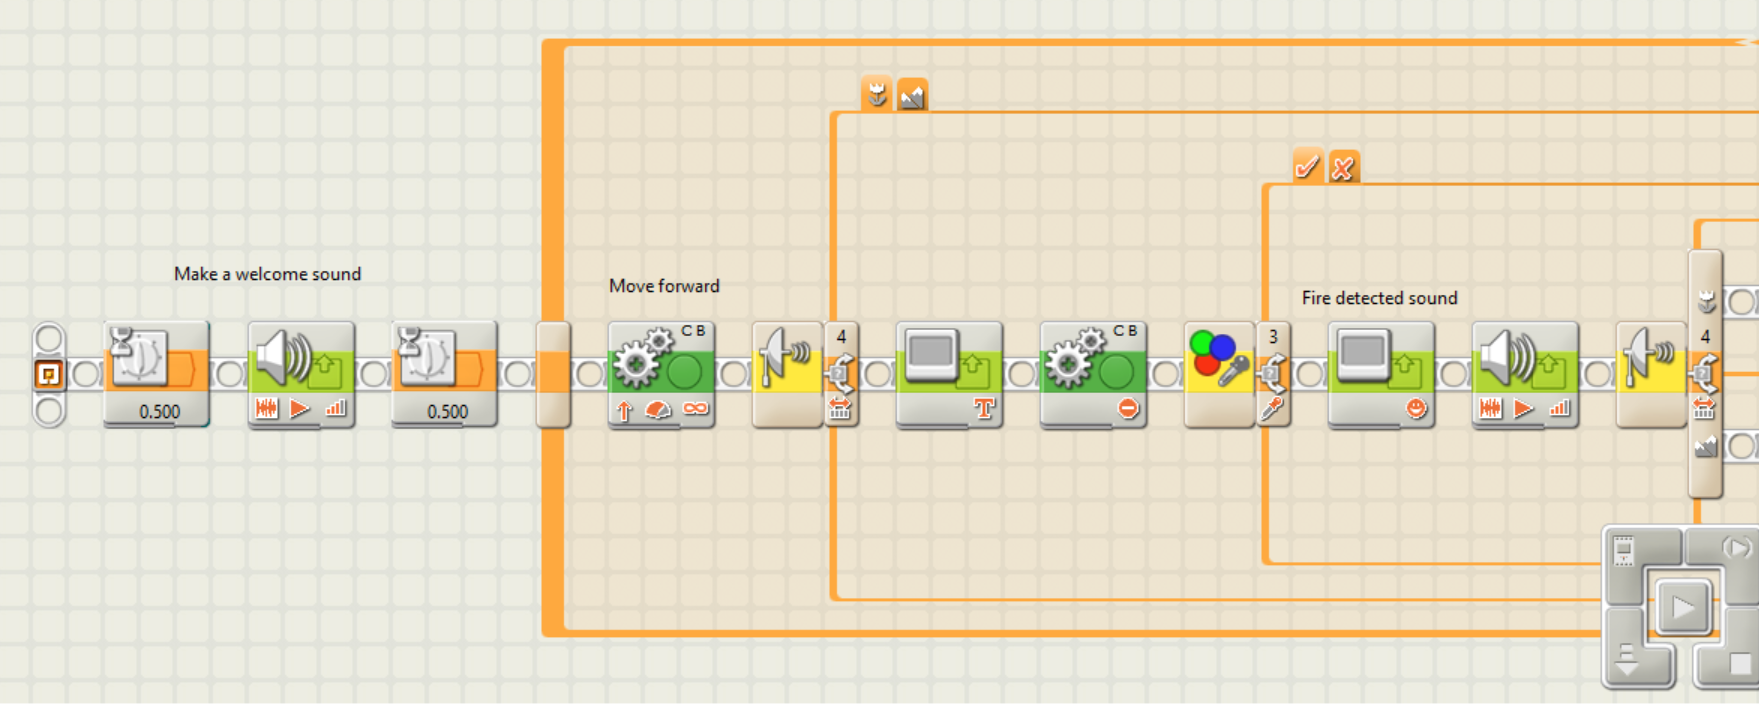 Make a welcome sound
Move forward
Fire detected sound
C B
C B
4
3
4
0.500
0.500
T